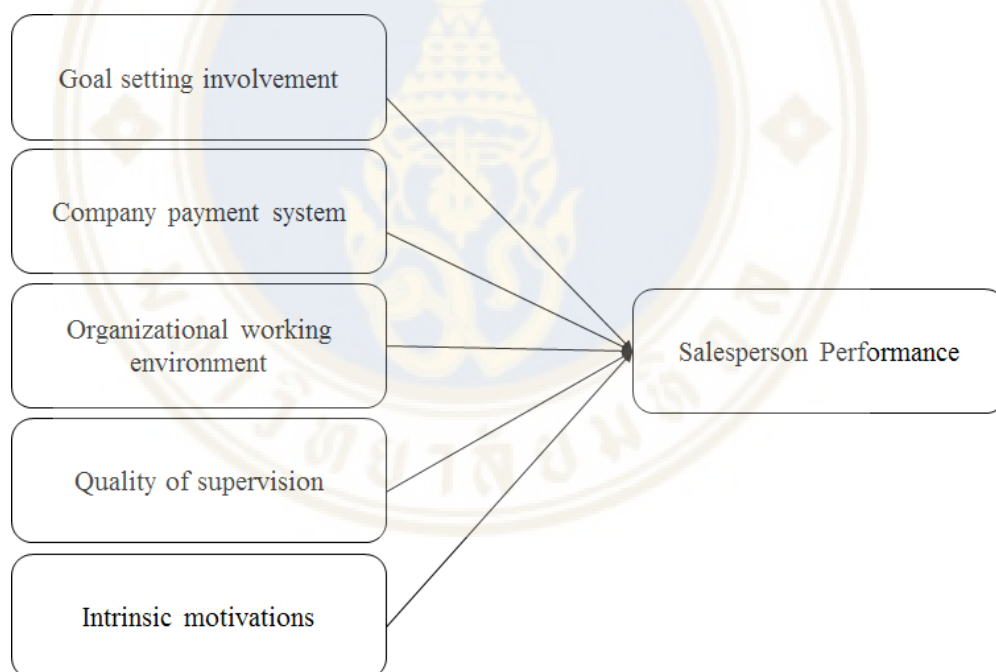 Goal setting involvement
Company payment system
Organizational working
environment
Quality of supervision
Intrinsic motivations
Salesperson Performance